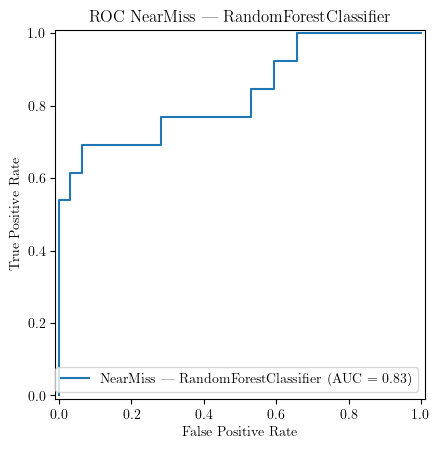 ROC NearMiss — RandomForestClassifier
1.0
0.8
0.6
0.4
0.2
0.0
True Positive Rate
NearMiss — RandomForestClassifier (AUC = 0.83)
0.0 0.2 0.4 0.6 0.8 1.0
False Positive Rate